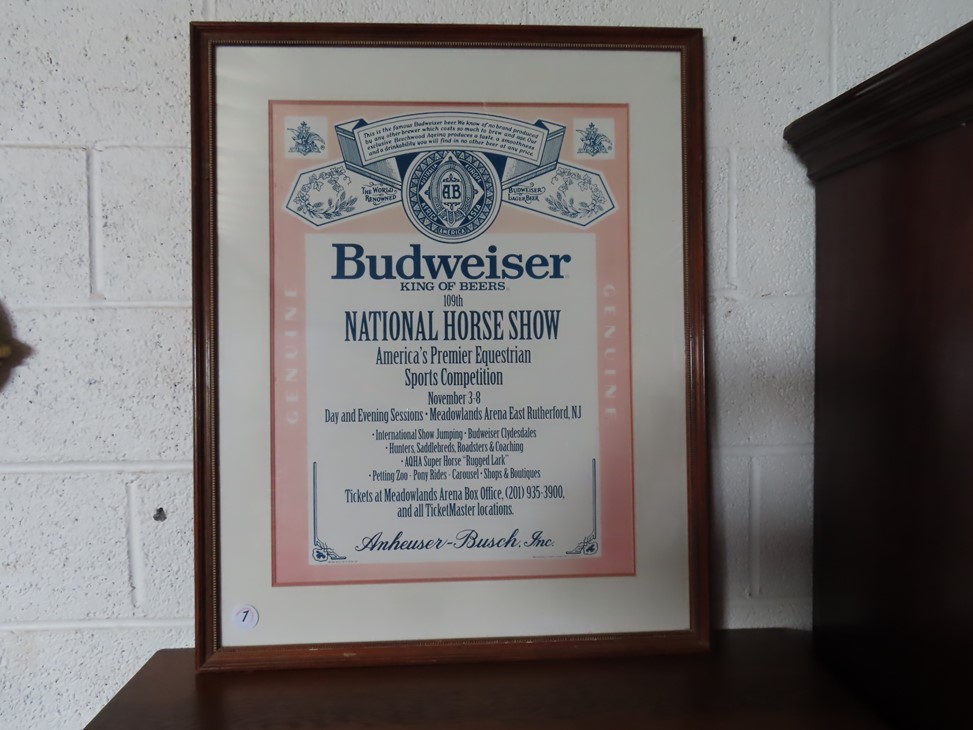 This is the famous Budweiser beer. We know of no brand produced
by any other brewer which costs so much to brew and age. Our
exclusive Beechwood Ageing produces a taste, a smoothness
and a drinkability you will find in no other beer at any price.
THE WORLD
RENOWNED
AB
AMERICA
ASIA
BUDWEISER
LAGER BEER
Budweiser
KING OF BEERS®
109th
NATIONAL HORSE SHOW
America's Premier Equestrian
Sports Competition
November 3-8
Day and Evening Sessions • Meadowlands Arena East Rutherford, NJ
• International Show Jumping • Budweiser Clydesdales
• Hunters, Saddlebreds, Roadsters & Coaching
• AQHA Super Horse "Rugged Lark"
• Petting Zoo - Pony Rides - Carousel • Shops & Boutiques
Tickets at Meadowlands Arena Box Office, (201) 935-3900,
and all TicketMaster locations.
Anheuser-Busch, Inc.
GENUINE
GENUINE
7